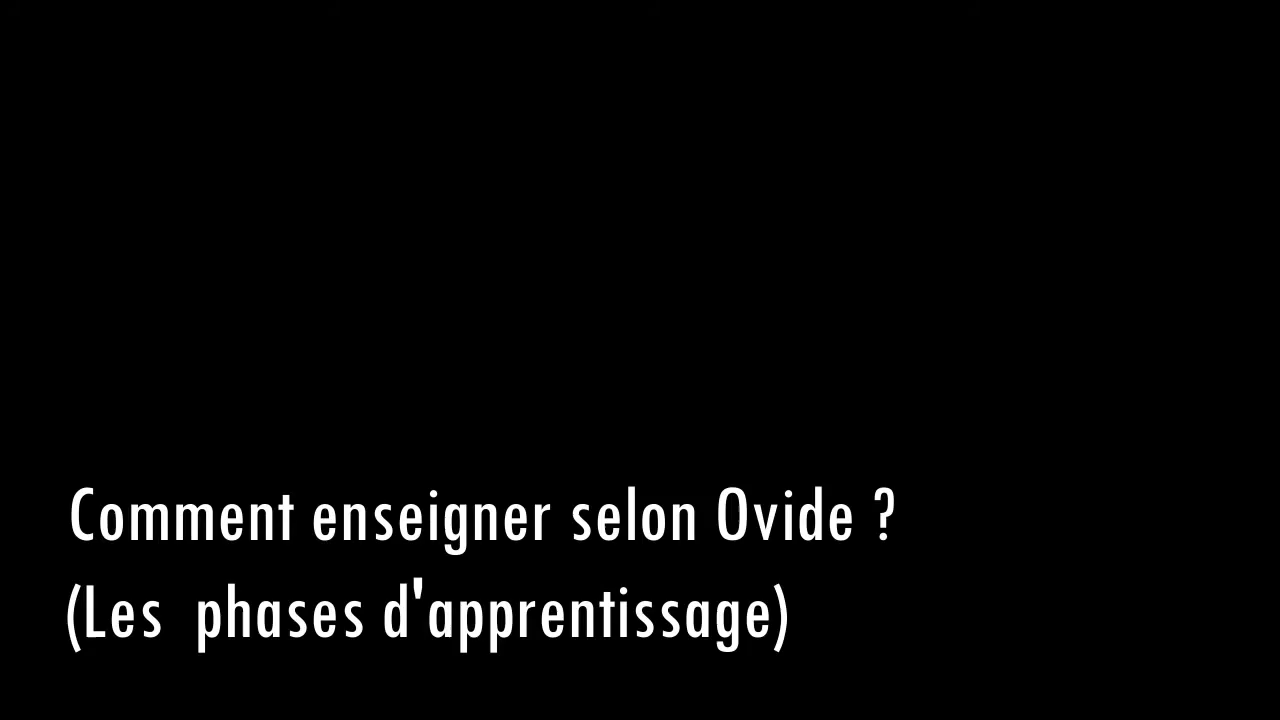 Comment enseigner selon Ovide ?
(Les  phases d'apprentissage)